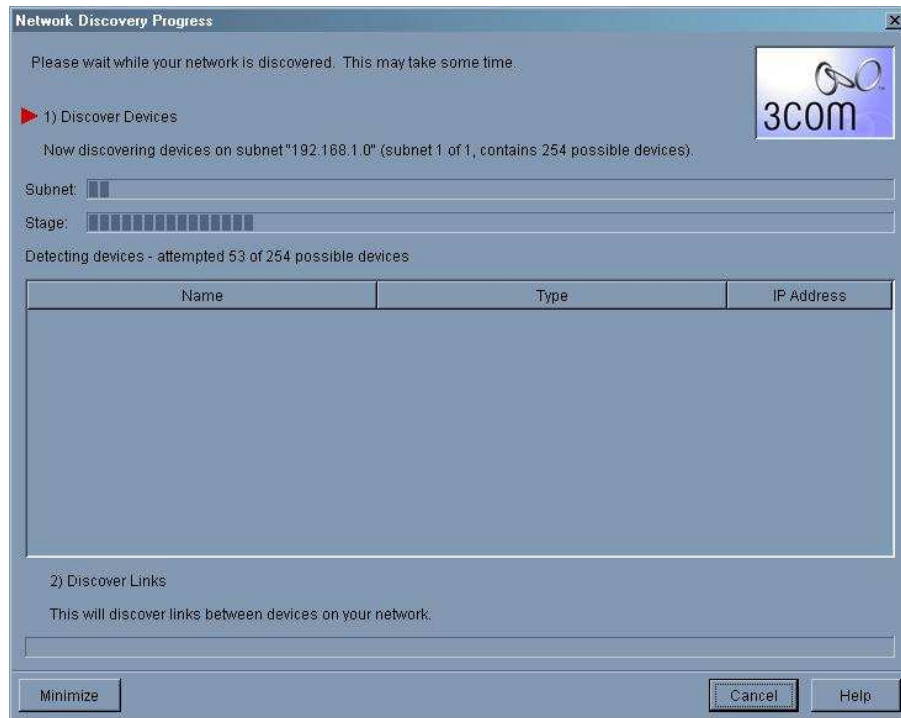 Network Discovery Progress
Please wait while your network is discovered. This may take some time.
3COM
1) Discover Devices
Now discovering devices on subnet "192.168.1.0" (subnet 1 of 1, contains 254 possible devices).
Subnet:
Stage:
Detecting devices - attempted 53 of 254 possible devices
Name Type IP Address
2) Discover Links
This will discover links between devices on your network.
Minimize Cancel Help